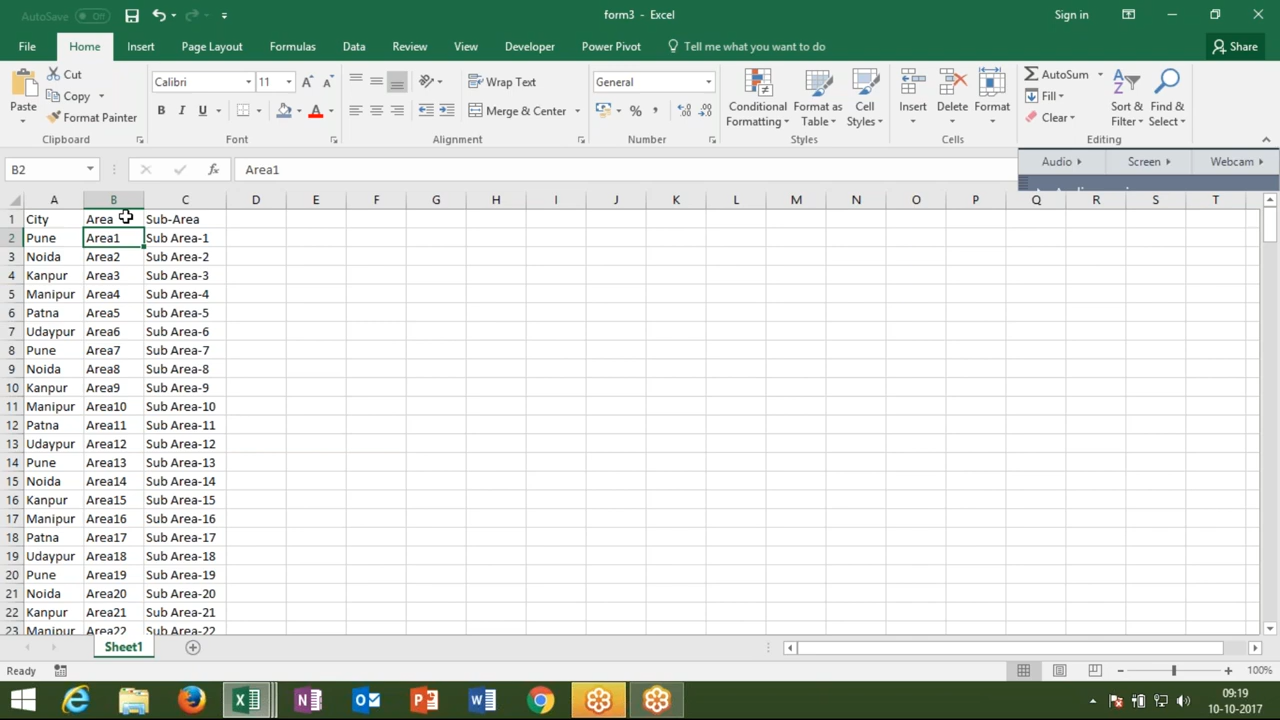 AutoSave Off
form3 - Excel
Sign in
File Home Insert Page Layout Formulas Data Review View Developer Power Pivot Tell me what you want to do Share
Paste
Cut
Copy
Format Painter
Clipboard
Calibri 11
B I U
Font
Wrap Text
Merge & Center
Alignment
General
Number
Conditional Formatting
Format as Table
Cell Styles
Styles
Insert
Delete
Format
Cells
AutoSum
Fill
Clear
Sort & Filter
Find & Select
Editing
B2 fx Area1
Audio Screen Webcam
A B C D E F G H I J K L M N O P Q R S T
1 City Area Sub-Area
2 Pune Area1 Sub Area-1
3 Noida Area2 Sub Area-2
4 Kanpur Area3 Sub Area-3
5 Manipur Area4 Sub Area-4
6 Patna Area5 Sub Area-5
7 Udaypur Area6 Sub Area-6
8 Pune Area7 Sub Area-7
9 Noida Area8 Sub Area-8
10 Kanpur Area9 Sub Area-9
11 Manipur Area10 Sub Area-10
12 Patna Area11 Sub Area-11
13 Udaypur Area12 Sub Area-12
14 Pune Area13 Sub Area-13
15 Noida Area14 Sub Area-14
16 Kanpur Area15 Sub Area-15
17 Manipur Area16 Sub Area-16
18 Patna Area17 Sub Area-17
19 Udaypur Area18 Sub Area-18
20 Pune Area19 Sub Area-19
21 Noida Area20 Sub Area-20
22 Kanpur Area21 Sub Area-21
23 Manipur Area22 Sub Area-22
Sheet1
Ready
100%
09:19
10-10-2017